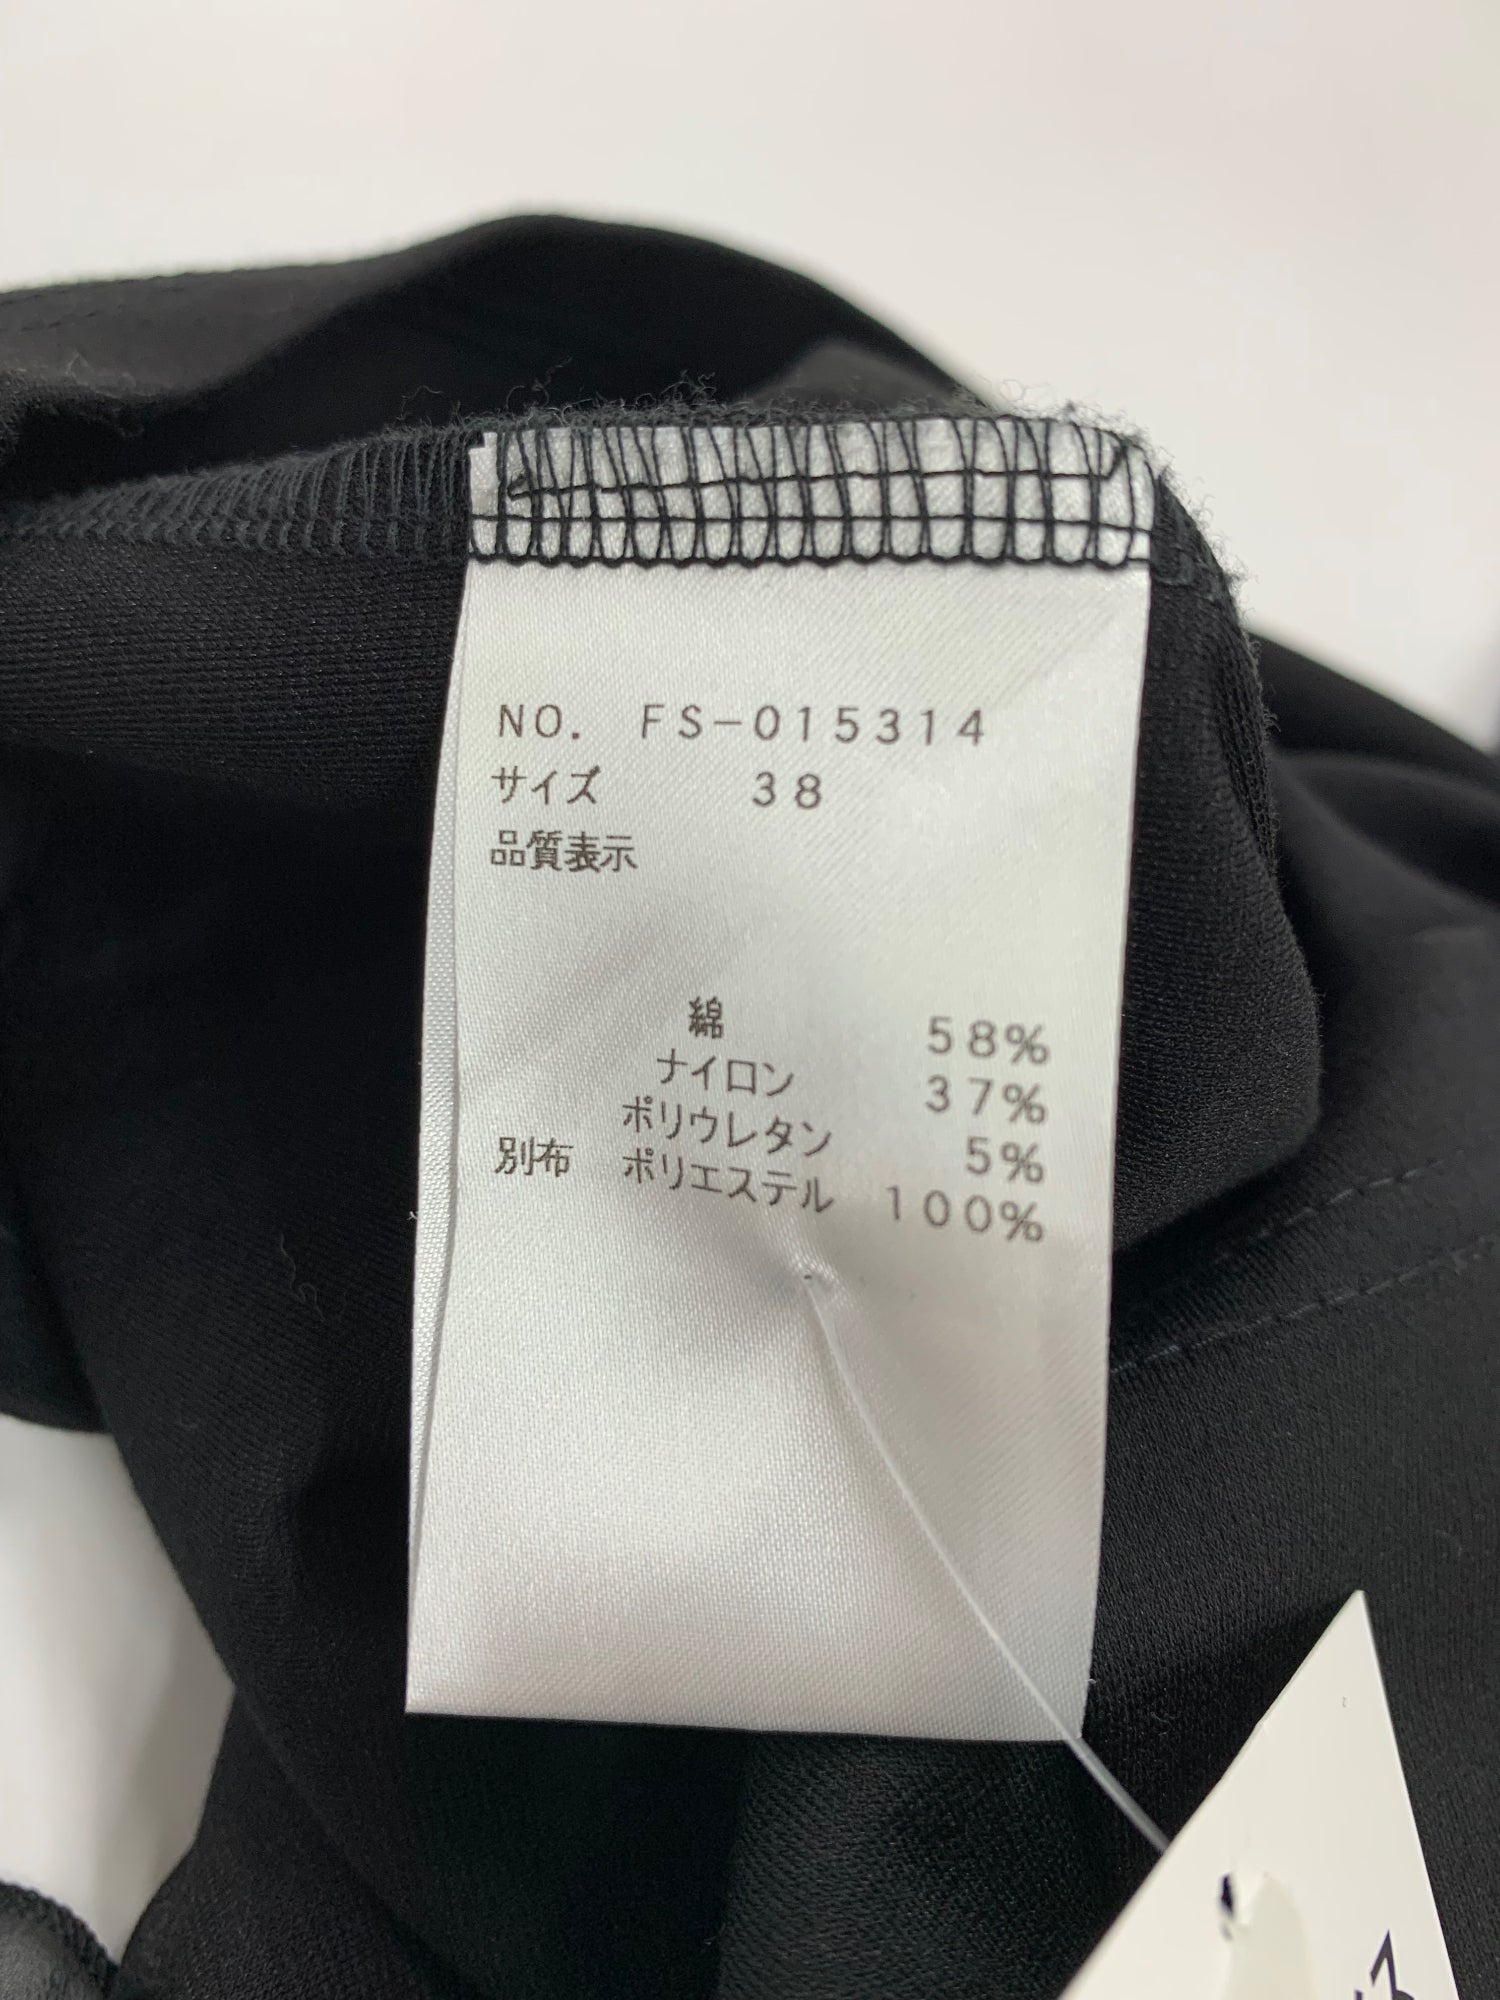 NO. FS-015314
サイズ 38
品質表示
綿 58%
ナイロン 37%
ポリウレタン 5%
別布 ポリエステル 100%